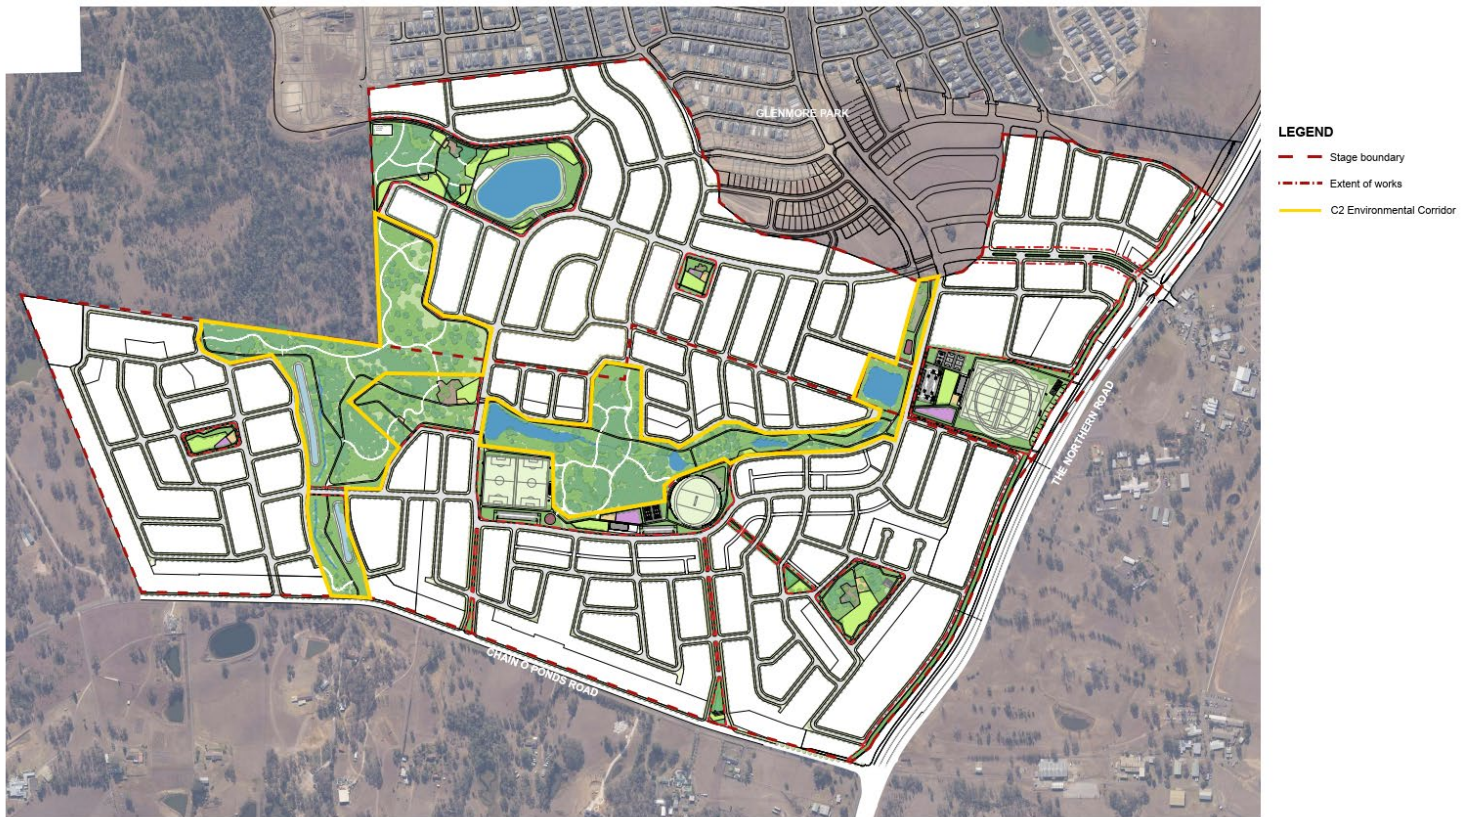 GLENMORE PARK
LEGEND
Stage boundary
Extent of works
C2 Environmental Corridor
THE NORTHERN ROAD
CHAIN O PONDS ROAD